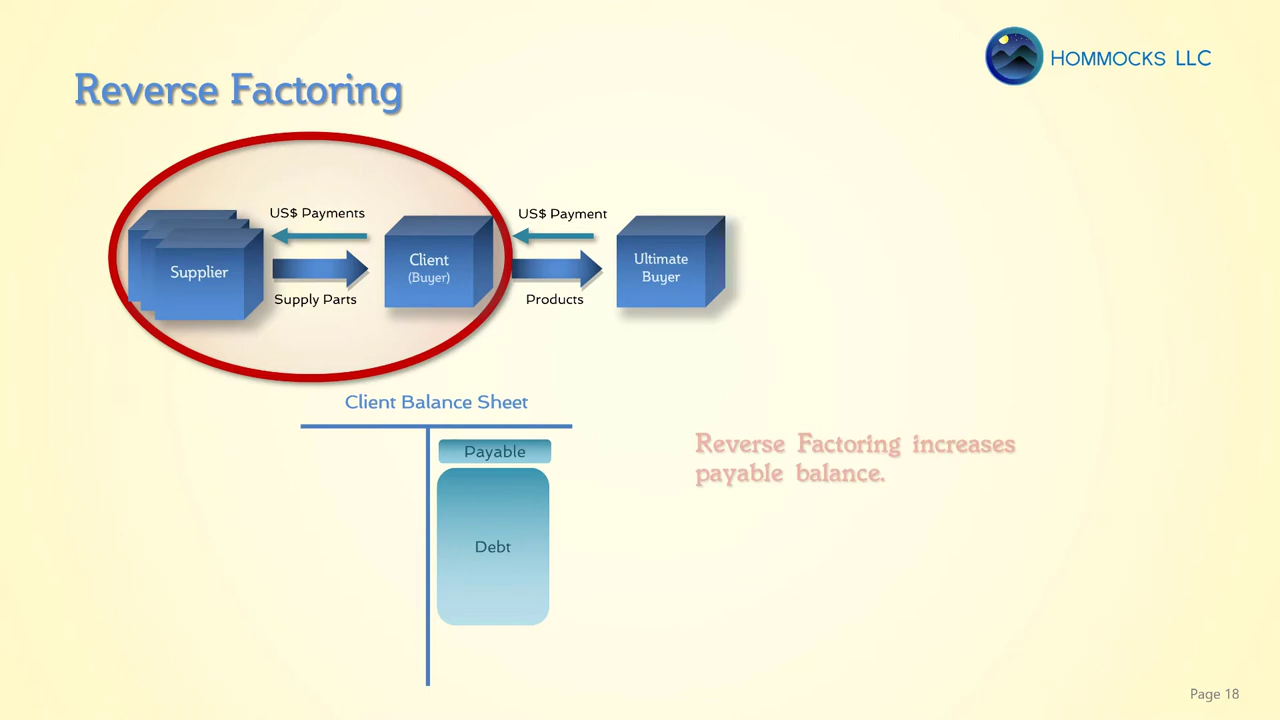 HOMMOCKS LLC
Reverse Factoring
US$ Payments
US$ Payment
Supplier
Client
(Buyer)
Ultimate
Buyer
Supply Parts
Products
Client Balance Sheet
Payable
Debt
Reverse Factoring increases
payable balance.
Page 18